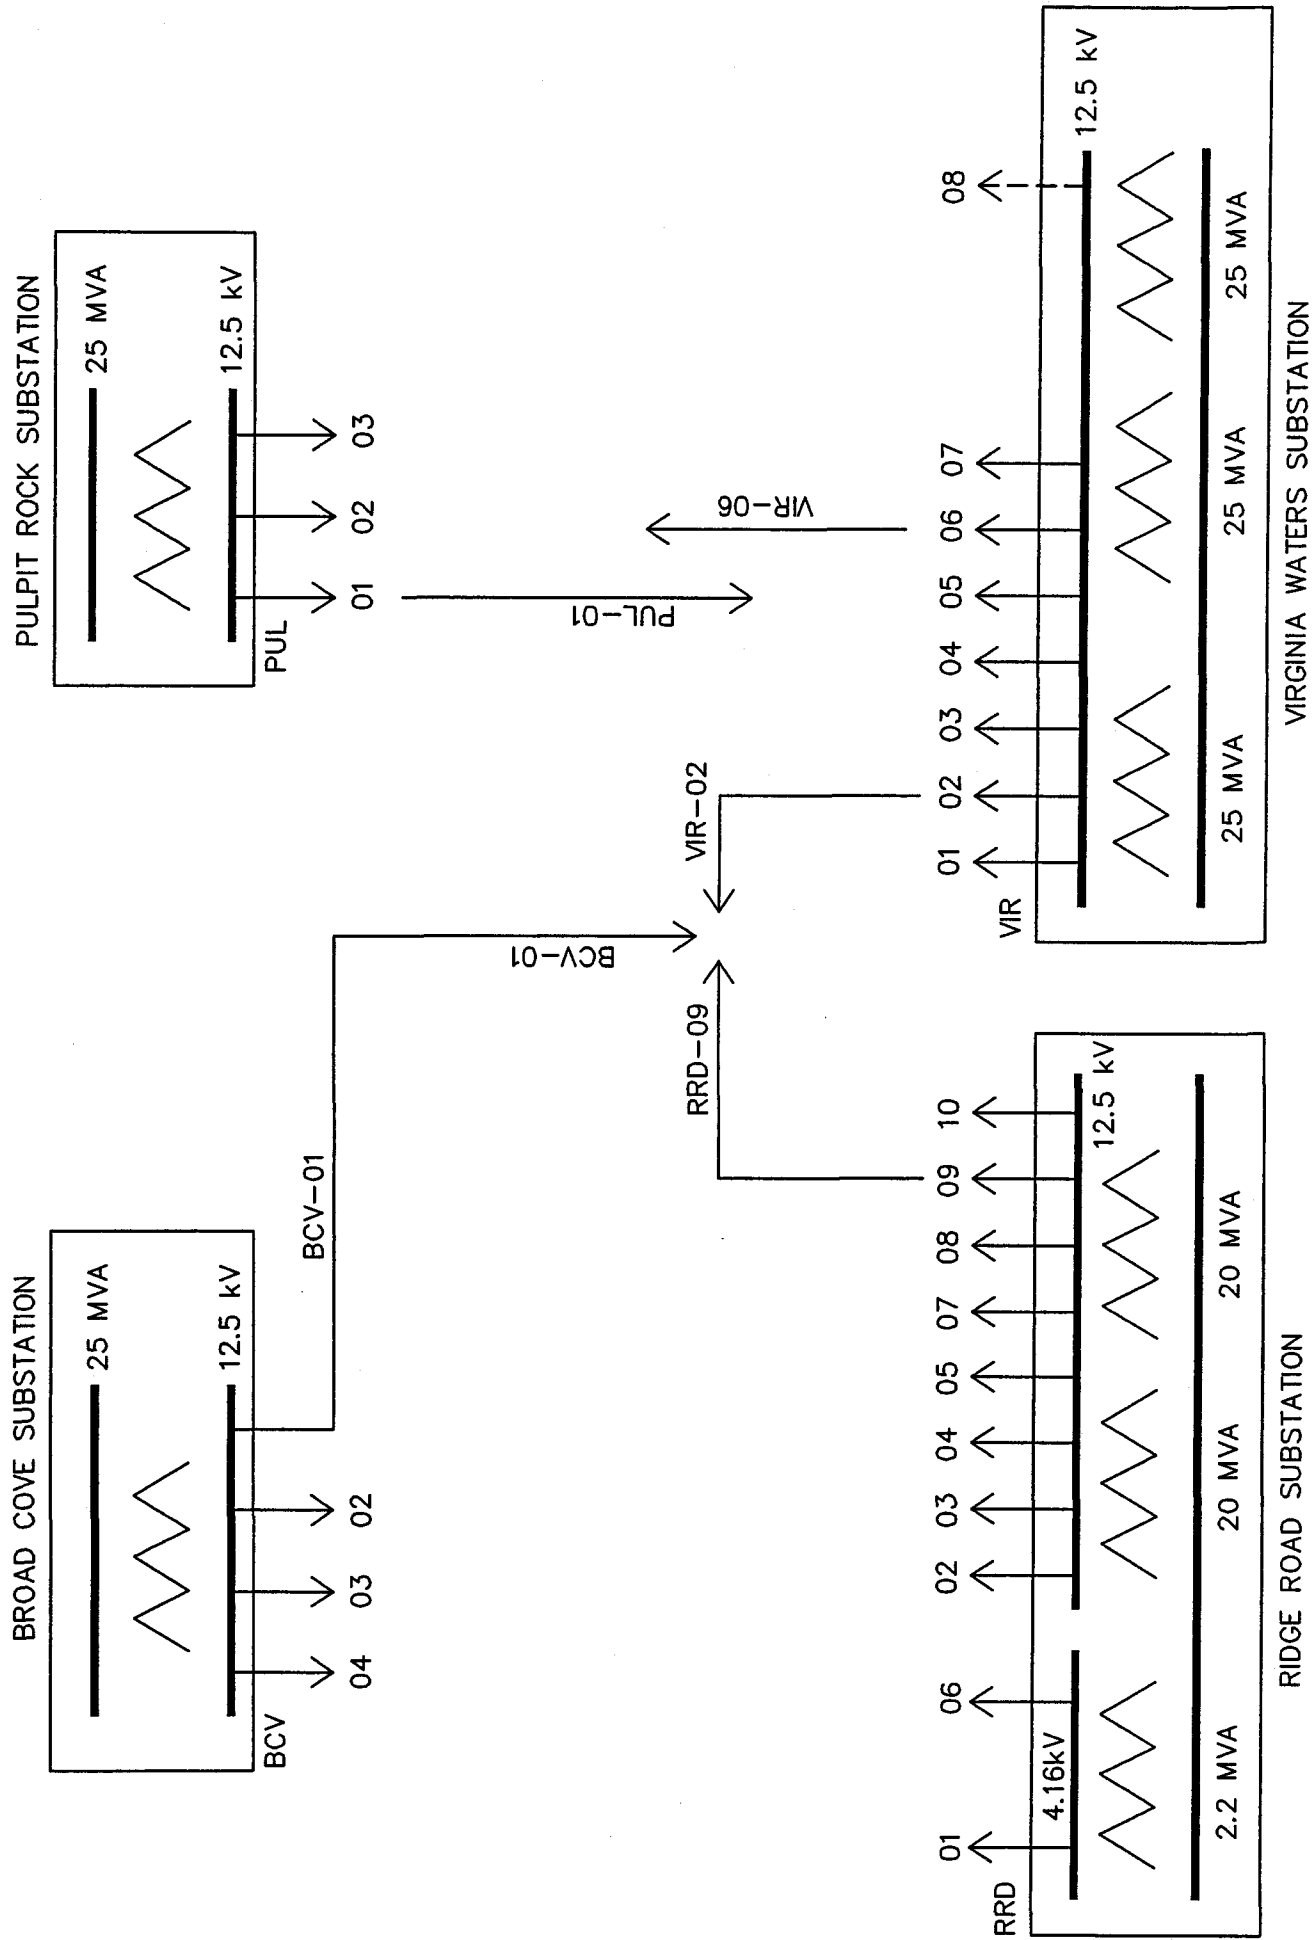 BROAD COVE SUBSTATION
25 MVA
12.5 kV
BCV
04
03
02
BCV-01
BCV-01
PULPIT ROCK SUBSTATION
25 MVA
12.5 kV
PUL
01
02
03
PUL-01
VIR-06
RRD-09
VIR-02
RRD
01
06
02
03
04
05
07
08
09
10
4.16kV
12.5 kV
2.2 MVA
20 MVA
20 MVA
RIDGE ROAD SUBSTATION
VIR
01
02
03
04
05
06
07
08
12.5 kV
25 MVA
25 MVA
25 MVA
VIRGINIA WATERS SUBSTATION